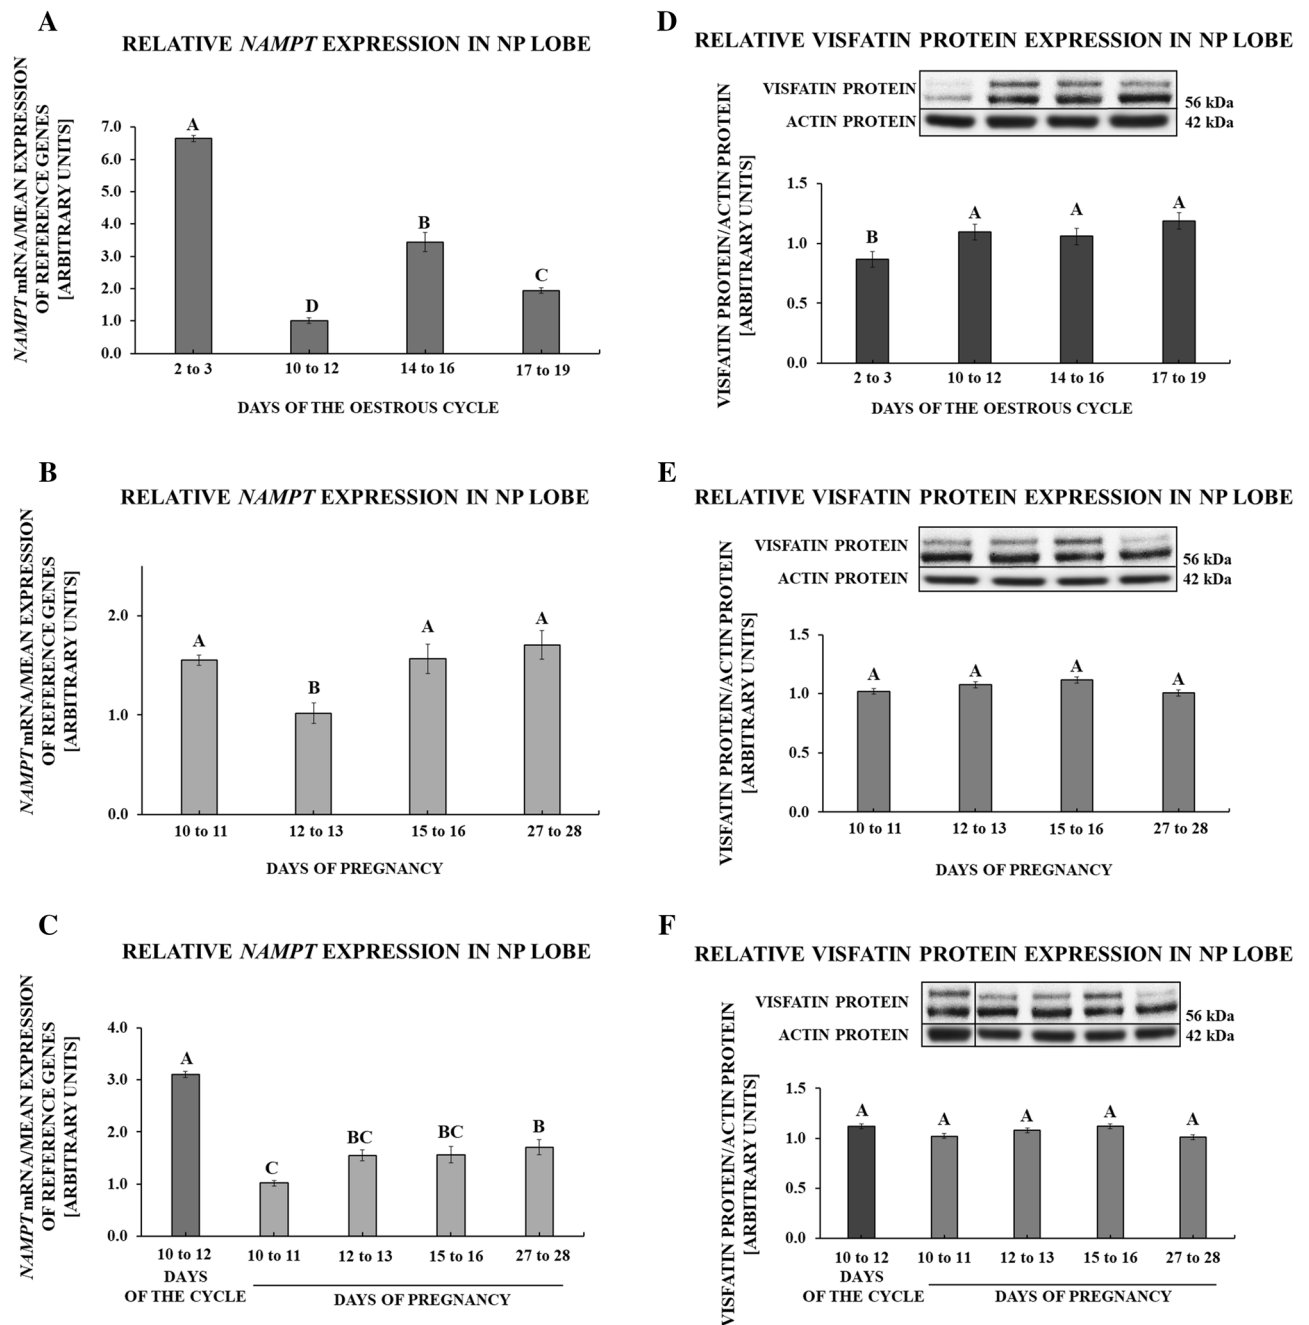 A
RELATIVE NAMPT EXPRESSION IN NP LOBE
NAMPT mRNA/MEAN EXPRESSION
OF REFERENCE GENES
[ARBITRARY UNITS]
7.0
6.0
5.0
4.0
3.0
2.0
1.0
0.0
A
D
B
C
2 to 3
10 to 12
14 to 16
17 to 19
DAYS OF THE OESTROUS CYCLE
D
RELATIVE VISFATIN PROTEIN EXPRESSION IN NP LOBE
VISFATIN PROTEIN
56 kDa
ACTIN PROTEIN
42 kDa
VISFATIN PROTEIN/ACTIN PROTEIN
[ARBITRARY UNITS]
1.5
1.0
0.5
0.0
B
A
A
A
2 to 3
10 to 12
14 to 16
17 to 19
DAYS OF THE OESTROUS CYCLE
B
RELATIVE NAMPT EXPRESSION IN NP LOBE
NAMPT mRNA/MEAN EXPRESSION
OF REFERENCE GENES
[ARBITRARY UNITS]
2.0
1.0
0.0
A
B
A
A
10 to 11
12 to 13
15 to 16
27 to 28
DAYS OF PREGNANCY
E
RELATIVE VISFATIN PROTEIN EXPRESSION IN NP LOBE
VISFATIN PROTEIN
56 kDa
ACTIN PROTEIN
42 kDa
VISFATIN PROTEIN/ACTIN PROTEIN
[ARBITRARY UNITS]
1.5
1.0
0.5
0.0
A
A
A
A
10 to 11
12 to 13
15 to 16
27 to 28
DAYS OF PREGNANCY
C
RELATIVE NAMPT EXPRESSION IN NP LOBE
NAMPT mRNA/MEAN EXPRESSION
OF REFERENCE GENES
[ARBITRARY UNITS]
4.0
3.0
2.0
1.0
0.0
A
C
BC
BC
B
10 to 12
10 to 11
12 to 13
15 to 16
27 to 28
DAYS
OF THE CYCLE
DAYS OF PREGNANCY
F
RELATIVE VISFATIN PROTEIN EXPRESSION IN NP LOBE
VISFATIN PROTEIN
56 kDa
ACTIN PROTEIN
42 kDa
VISFATIN PROTEIN/ACTIN PROTEIN
[ARBITRARY UNITS]
1.5
1.0
0.5
0.0
A
A
A
A
A
10 to 12
10 to 11
12 to 13
15 to 16
27 to 28
DAYS
OF THE CYCLE
DAYS OF PREGNANCY